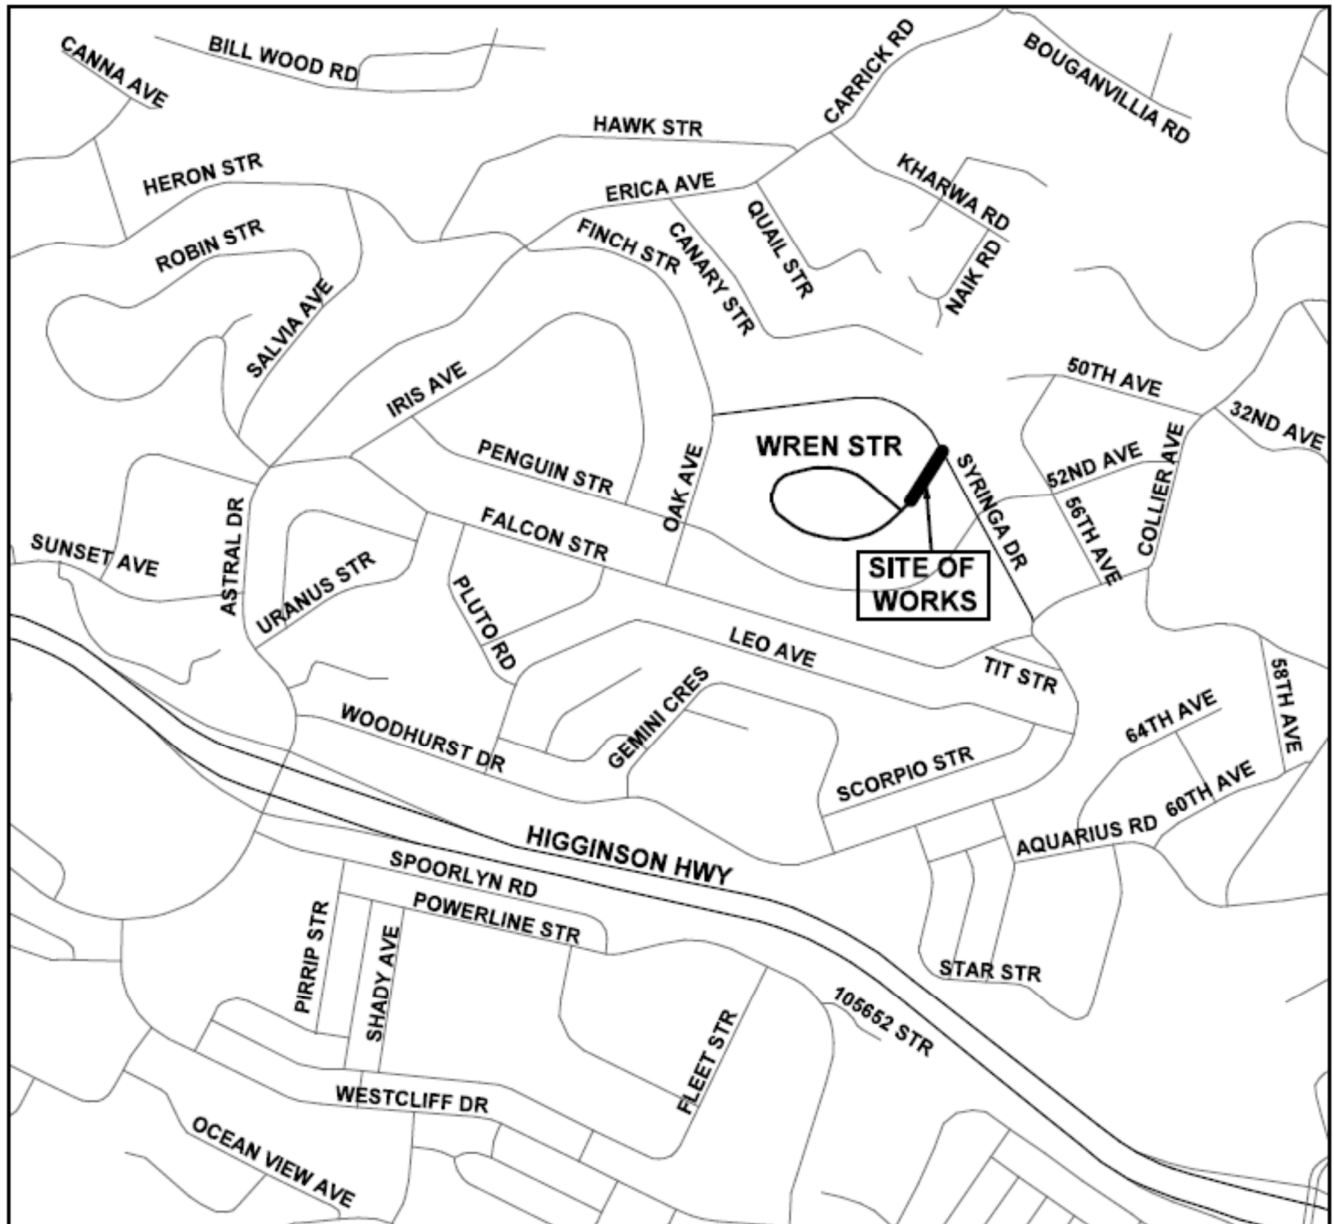 CANNA AVE
BILL WOOD RD
CARRICK RD
BOUGANVILLIA RD
HAWK STR
HERON STR
ERICA AVE
KHARWA RD
ROBIN STR
FINCH STR
CANARY STR
QUAIL STR
NAIK RD
SALVIA AVE
IRIS AVE
50TH AVE
32ND AVE
PENGUIN STR
OAK AVE
WREN STR
SYRINGA DR
52ND AVE
COLLIER AVE
56TH AVE
FALCON STR
SUNSET AVE
ASTRAL DR
URANUS STR
PLUTO RD
SITE OF
WORKS
LEO AVE
TIT STR
58TH AVE
64TH AVE
GEMINI CRES
WOODHURST DR
SCORPIO STR
60TH AVE
AQUARIUS RD
HIGGINSON HWY
SPOORLYN RD
POWERLINE STR
PIRRIP STR
SHADY AVE
STAR STR
105652 STR
FLEET STR
WESTCLIFF DR
OCEAN VIEW AVE